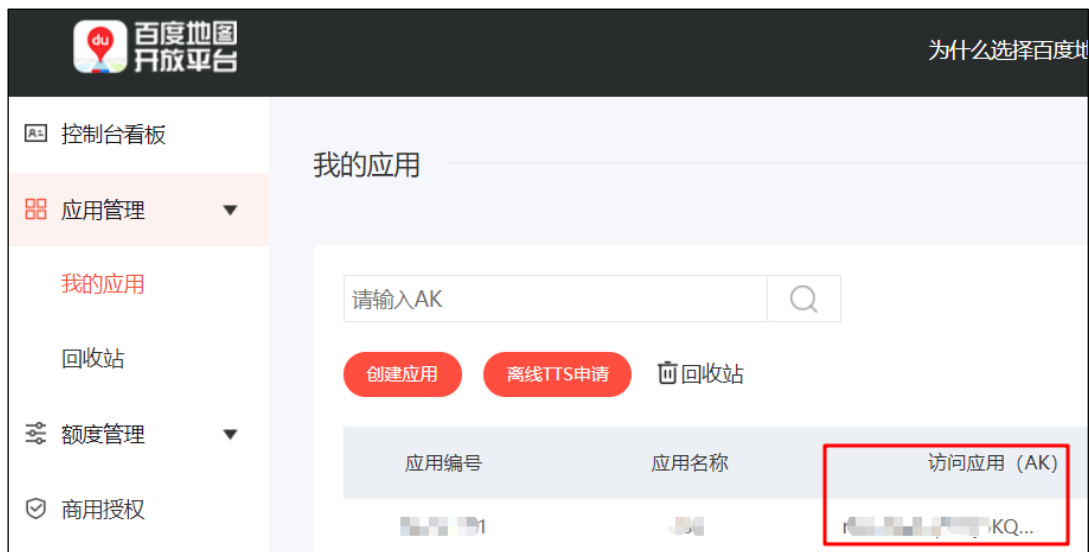 du
百度地图
开放平台
为什么选择百度
控制台看板
我的应用
应用管理
我的应用
请输入AK
回收站
创建应用
离线TTS申请
回收站
额度管理
应用编号
应用名称
访问应用（AK）
商用授权
KQ...